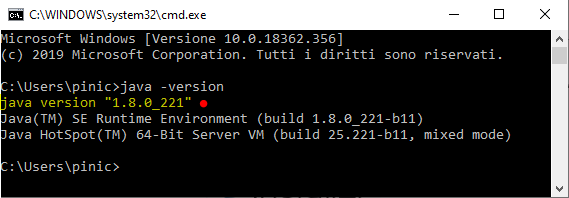 C:\WINDOWS\system32\cmd.exe
Microsoft Windows [Versione 10.0.18362.356]
(c) 2019 Microsoft Corporation. Tutti i diritti sono riservati.
C:\Users\pinic>java -version
java version "1.8.0_221"
Java(TM) SE Runtime Environment (build 1.8.0_221-b11)
Java HotSpot(TM) 64-Bit Server VM (build 25.221-b11, mixed mode)
C:\Users\pinic>